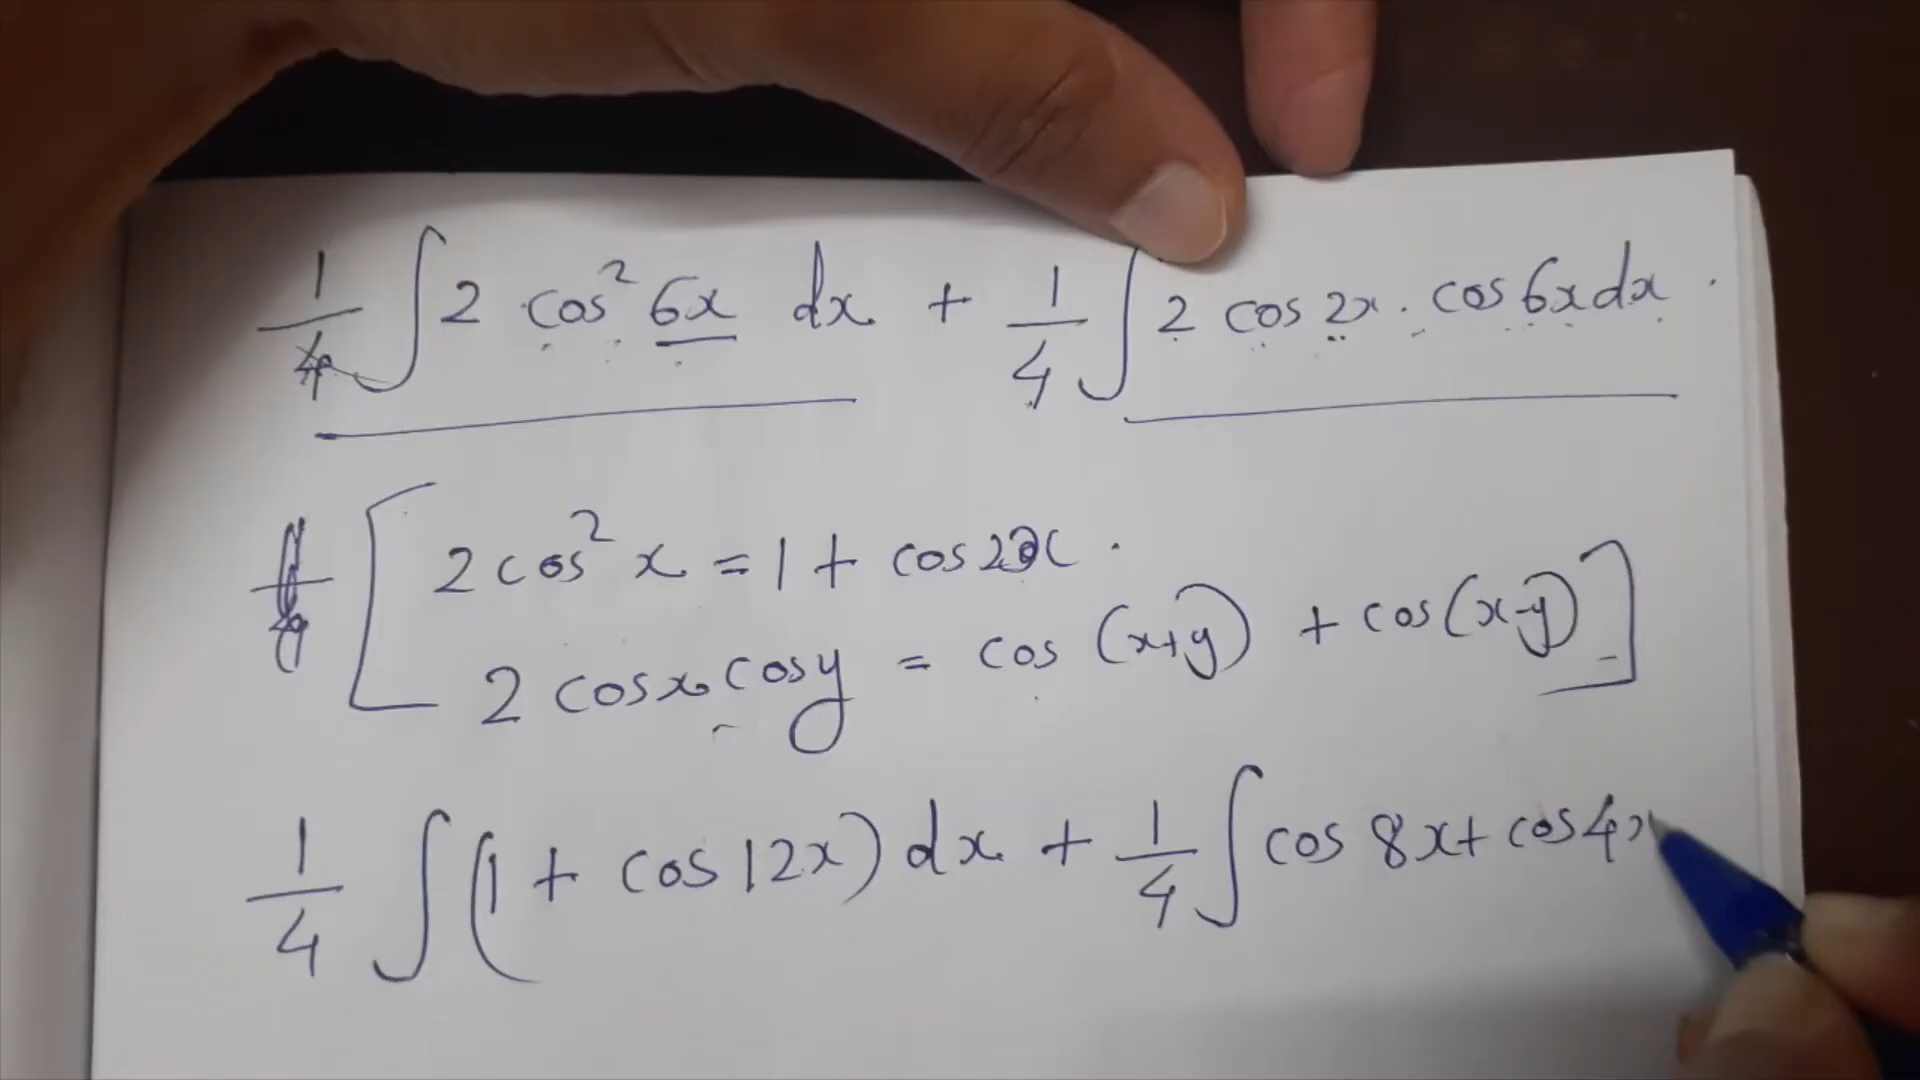 1/4 ∫ 2 cos² 6x dx + 1/4 ∫ 2 cos 2x . cos 6x dx .
[ 2 cos² x = 1 + cos 2x .
2 cos x . cos y = cos (x+y) + cos (x-y) ]
1/4 ∫ (1 + cos 12x) dx + 1/4 ∫ cos 8x + cos 4x